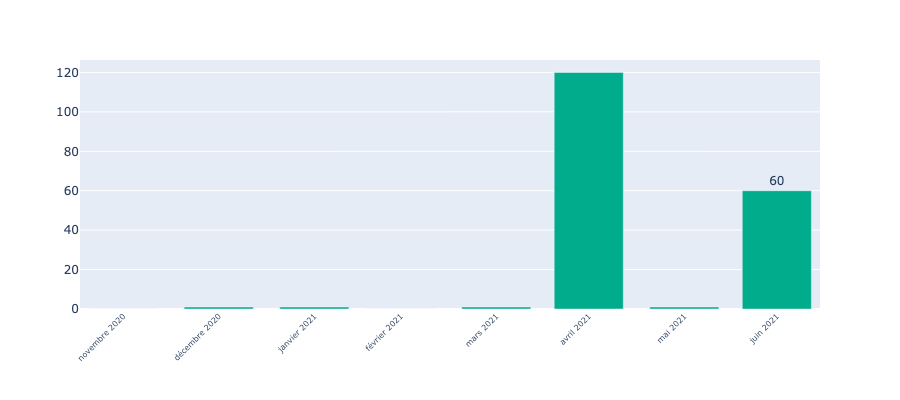 120
100
80
60
40
20
0
60
novembre 2020
décembre 2020
janvier 2021
février 2021
mars 2021
avril 2021
mai 2021
juin 2021